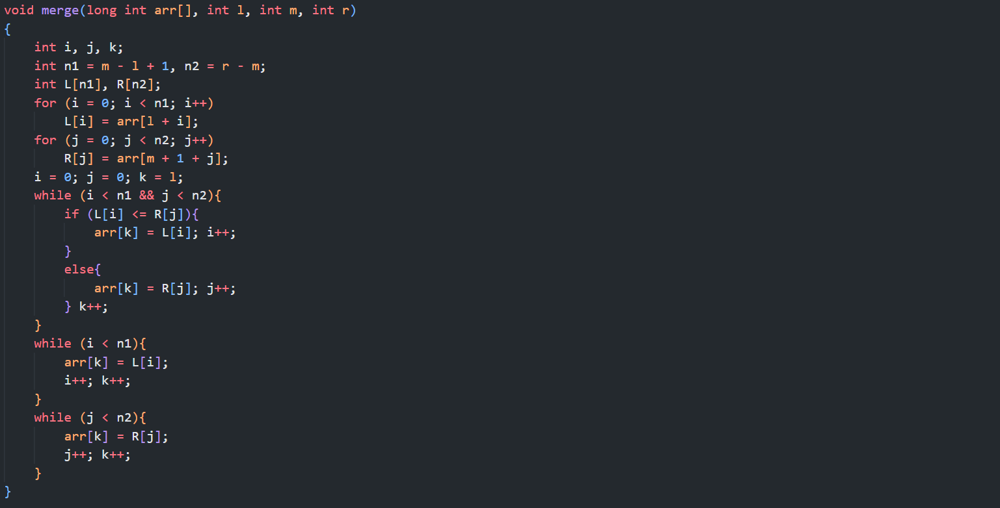 void merge(long int arr[], int l, int m, int r)
{
    int i, j, k;
    int n1 = m - l + 1, n2 = r - m;
    int L[n1], R[n2];
    for (i = 0; i < n1; i++)
        L[i] = arr[l + i];
    for (j = 0; j < n2; j++)
        R[j] = arr[m + 1 + j];
    i = 0; j = 0; k = l;
    while (i < n1 && j < n2){
        if (L[i] <= R[j]){
            arr[k] = L[i]; i++;
        }
        else{
            arr[k] = R[j]; j++;
        } k++;
    }
    while (i < n1){
        arr[k] = L[i];
        i++; k++;
    }
    while (j < n2){
        arr[k] = R[j];
        j++; k++;
    }
}